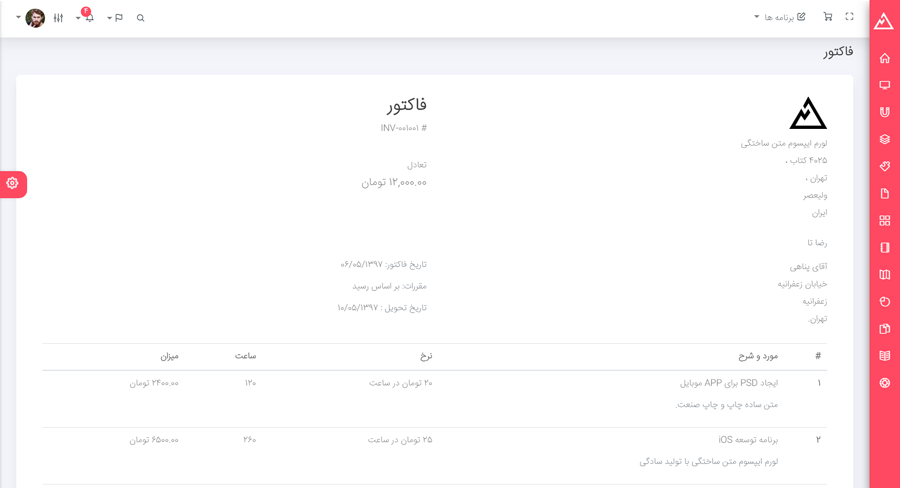 برنامه ها
۴
فاکتور
لورم ایپسوم متن ساختگی
۴۰۲۵ کتاب ،
تهران ،
ولیعصر
ایران
رضا تا
آقای پناهی
خیابان زعفرانیه
زعفرانیه
تهران.
فاکتور
# INV-۰۰۱۰۰۱
تعادل
۱۲,۰۰۰.۰۰ تومان
تاریخ فاکتور: ۰۶/۰۵/۱۳۹۷
مقررات: بر اساس رسید
تاریخ تحویل : ۱۰/۰۵/۱۳۹۷
# مورد و شرح نرخ ساعت میزان
۱ ایجاد PSD برای APP موبایل ۲۰ تومان در ساعت ۱۲۰ ۲۴۰۰.۰۰ تومان
متن ساده چاپ و چاپ صنعت.
۲ برنامه توسعه iOS ۲۵ تومان در ساعت ۲۶۰ ۶۵۰۰.۰۰ تومان
لورم ایپسوم متن ساختگی با تولید سادگی